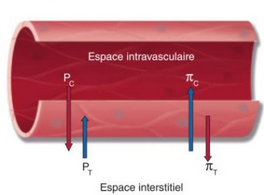 Espace intravasculaire
P_C π_C
P_T π_T
Espace interstitiel